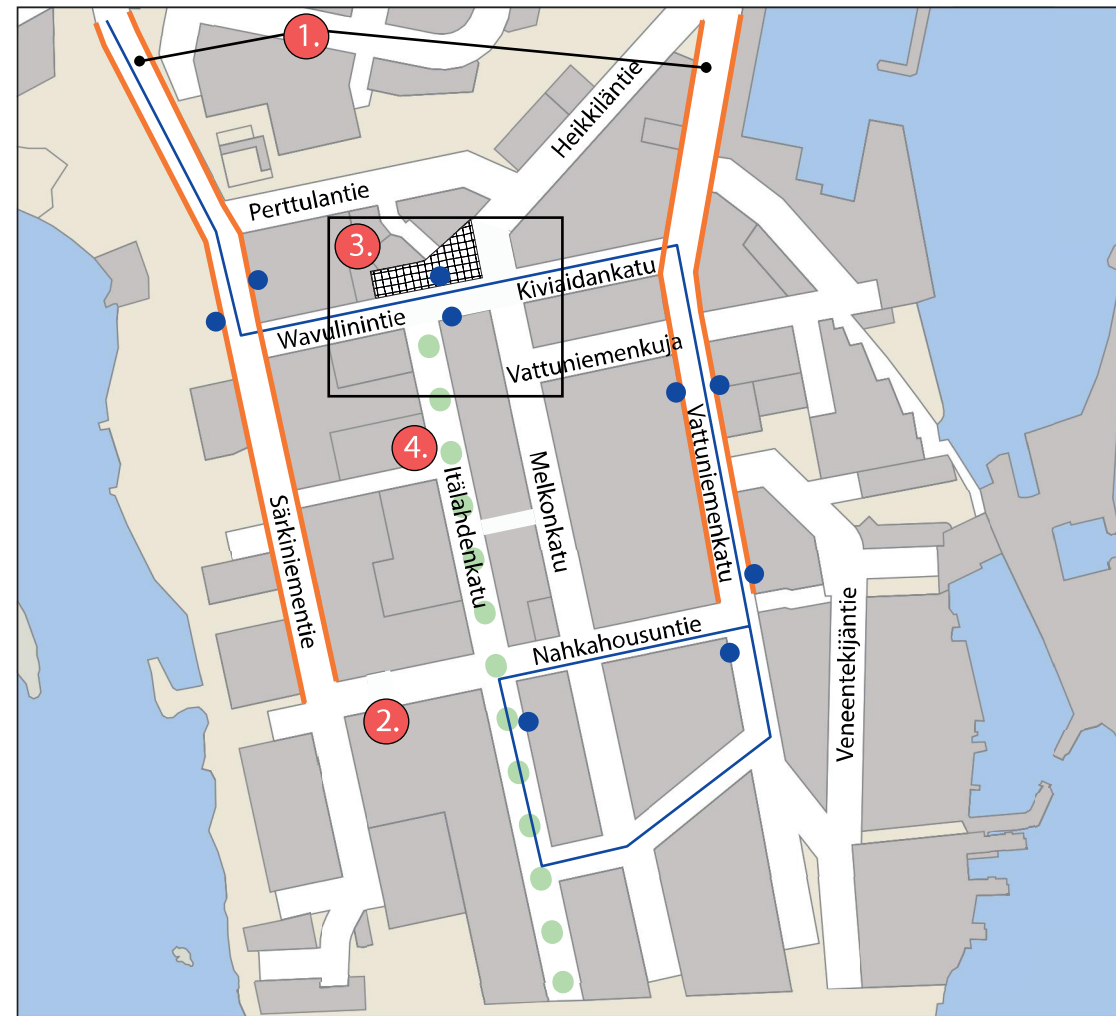 1.
Heikkiläntie
Perttulantie
3.
Kiviaidankatu
Wavulinintie
Vattuniemenkuja
4.
Itälahdenkatu
Melkonkatu
Vattuniemenkatu
Särkiniementie
Nahkahousuntie
Veneentekijäntie
2.